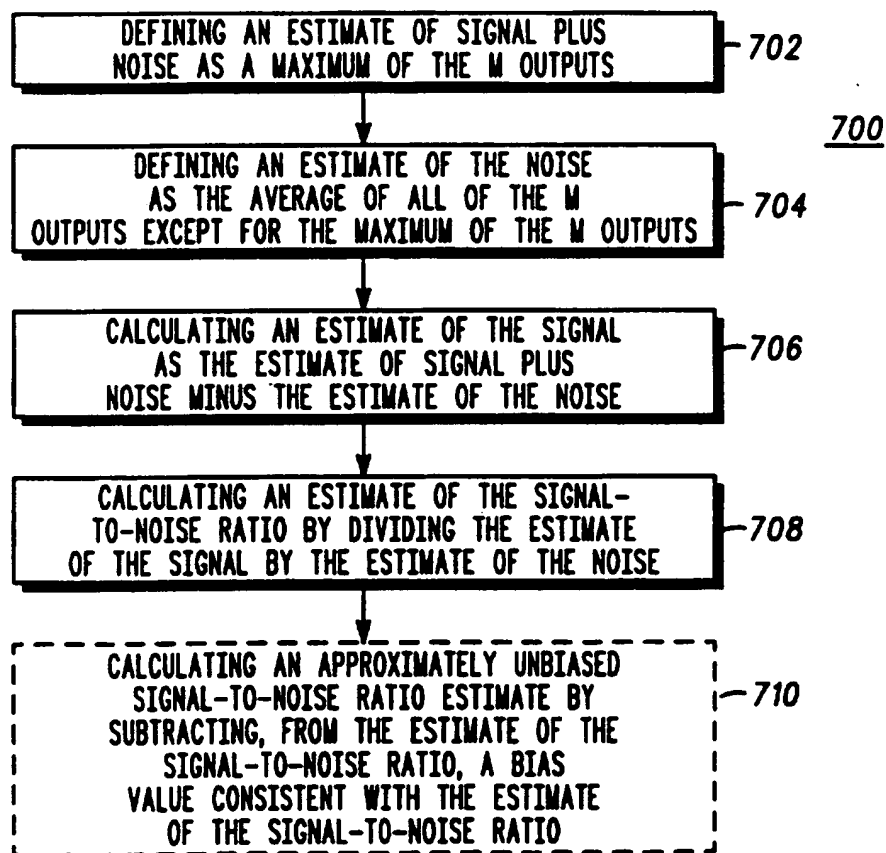 DEFINING AN ESTIMATE OF SIGNAL PLUS
NOISE AS A MAXIMUM OF THE M OUTPUTS
702
700
DEFINING AN ESTIMATE OF THE NOISE
AS THE AVERAGE OF ALL OF THE M
OUTPUTS EXCEPT FOR THE MAXIMUM OF THE M OUTPUTS
704
CALCULATING AN ESTIMATE OF THE SIGNAL
AS THE ESTIMATE OF SIGNAL PLUS
NOISE MINUS THE ESTIMATE OF THE NOISE
706
CALCULATING AN ESTIMATE OF THE SIGNAL-
TO-NOISE RATIO BY DIVIDING THE ESTIMATE
OF THE SIGNAL BY THE ESTIMATE OF THE NOISE
708
CALCULATING AN APPROXIMATELY UNBIASED
SIGNAL-TO-NOISE RATIO ESTIMATE BY
SUBTRACTING, FROM THE ESTIMATE OF THE
SIGNAL-TO-NOISE RATIO, A BIAS
VALUE CONSISTENT WITH THE ESTIMATE
OF THE SIGNAL-TO-NOISE RATIO
710